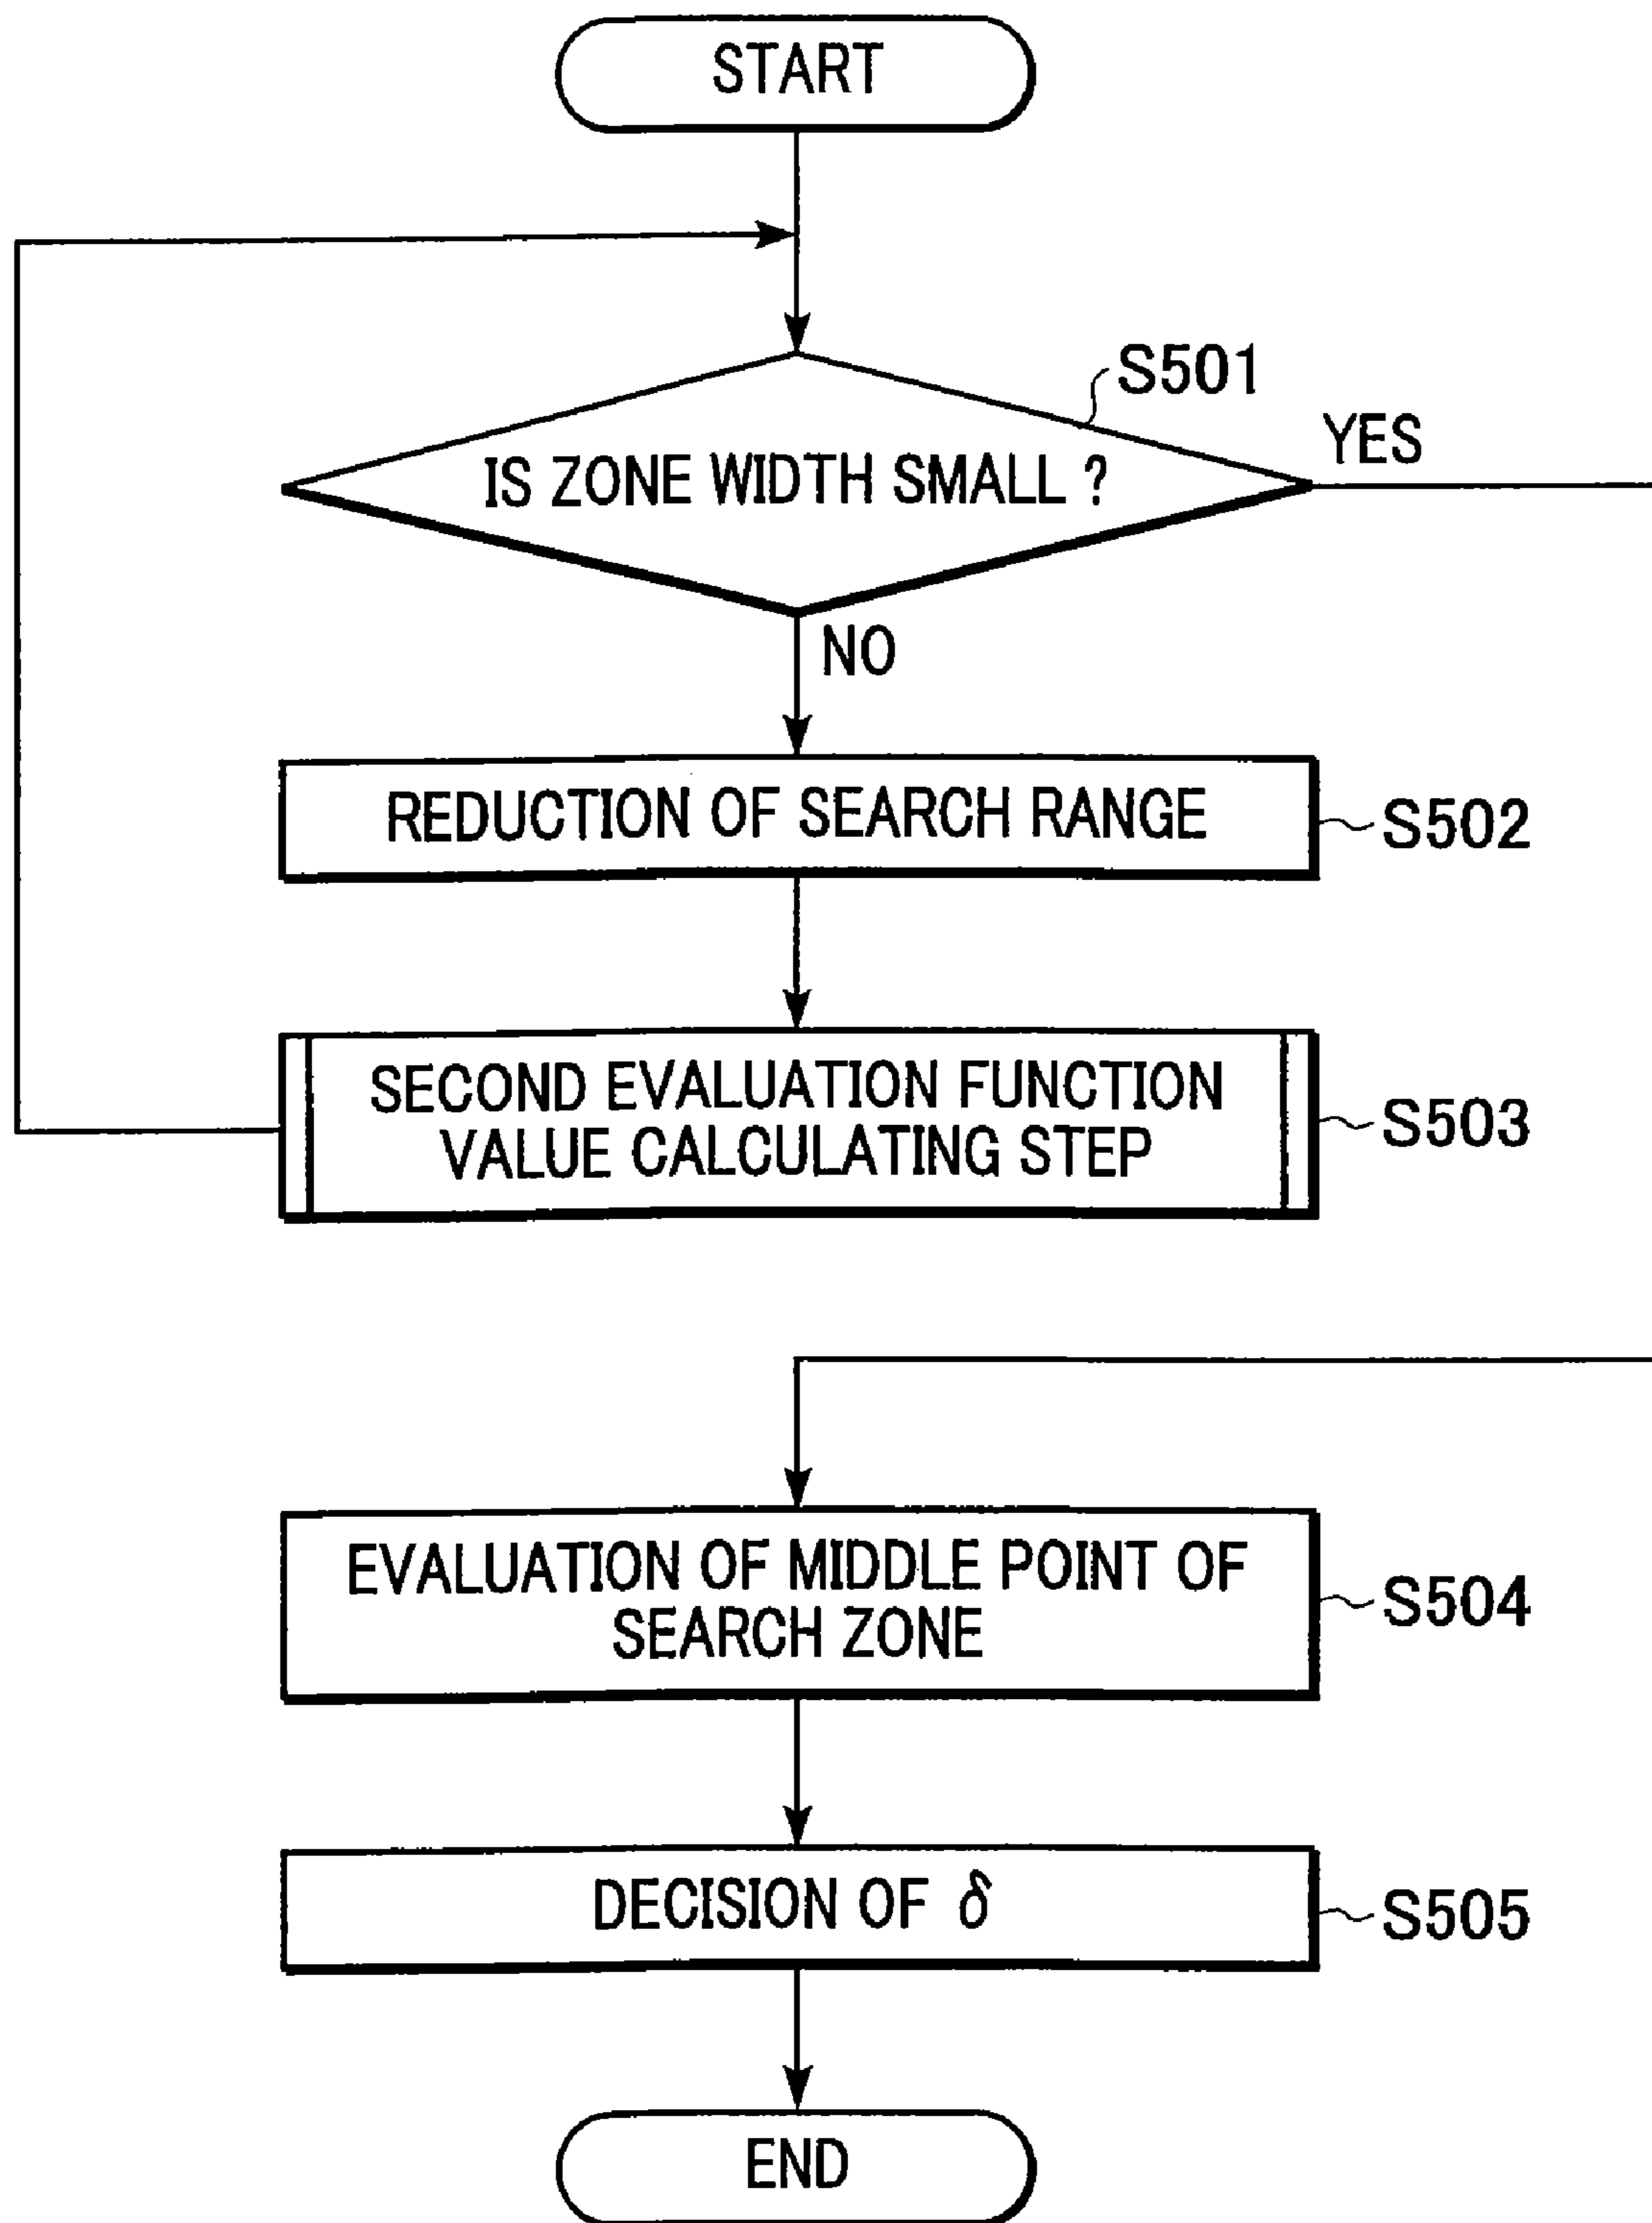 START
S501
YES
IS ZONE WIDTH SMALL ?
NO
REDUCTION OF SEARCH RANGE
S502
SECOND EVALUATION FUNCTION
VALUE CALCULATING STEP
S503
EVALUATION OF MIDDLE POINT OF
SEARCH ZONE
S504
DECISION OF δ
S505
END